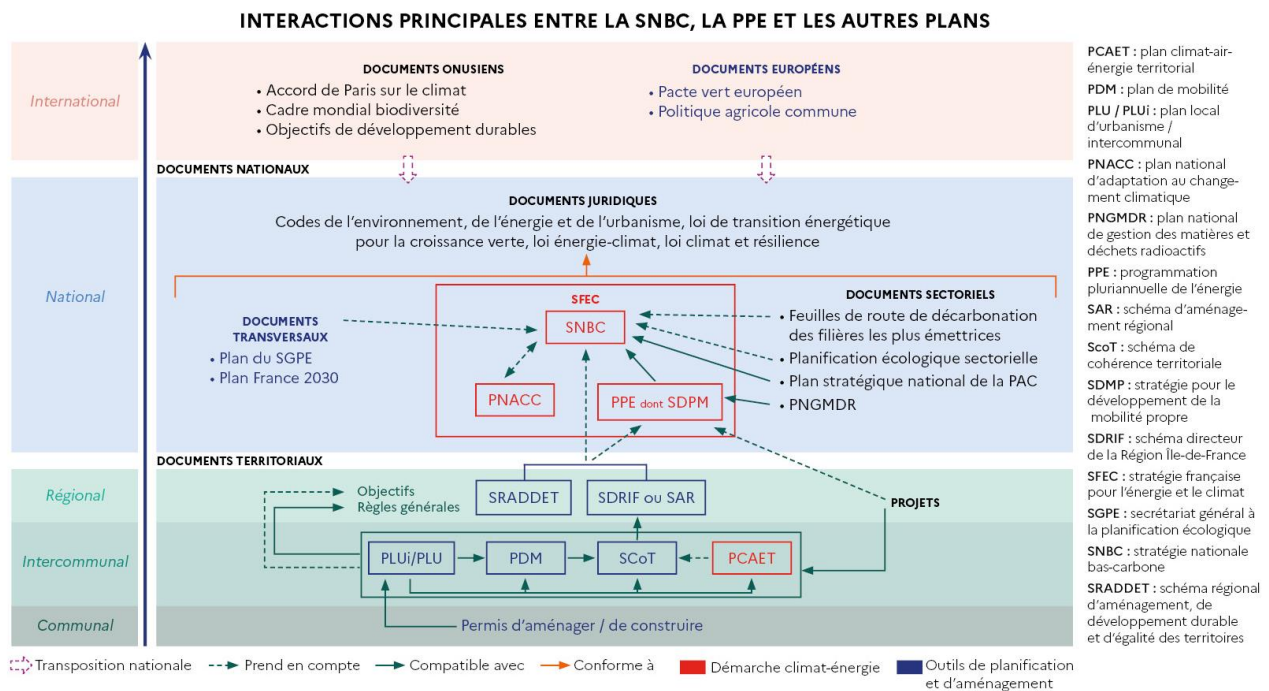 INTERACTIONS PRINCIPALES ENTRE LA SNBC, LA PPE ET LES AUTRES PLANS
International
DOCUMENTS ONUSIENS
• Accord de Paris sur le climat
• Cadre mondial biodiversité
• Objectifs de développement durables
DOCUMENTS EUROPÉENS
• Pacte vert européen
• Politique agricole commune
DOCUMENTS NATIONAUX
National
DOCUMENTS JURIDIQUES
Codes de l'environnement, de l'énergie et de l'urbanisme, loi de transition énergétique
pour la croissance verte, loi énergie-climat, loi climat et résilience
DOCUMENTS
TRANSVERSAUX
• Plan du SGPE
• Plan France 2030
SFEC
SNBC
PNACC
PPE dont SDPM
DOCUMENTS SECTORIELS
• Feuilles de route de décarbonation
des filières les plus émettrices
• Planification écologique sectorielle
• Plan stratégique national de la PAC
• PNGMDR
DOCUMENTS TERRITORIAUX
Régional
Objectifs
Règles générales
SRADDET
SDRIF ou SAR
PROJETS
Intercommunal
PLUi/PLU
PDM
SCoT
PCAET
Communal
Permis d'aménager / de construire
PCAET : plan climat-air-
énergie territorial
PDM : plan de mobilité
PLU / PLUi : plan local
d'urbanisme /
intercommunal
PNACC : plan national
d'adaptation au change-
ment climatique
PNGMDR : plan national
de gestion des matières et
déchets radioactifs
PPE : programmation
pluriannuelle de l'énergie
SAR : schéma d'aménage-
ment régional
ScoT : schéma de
cohérence territoriale
SDMP : stratégie pour le
développement de la
mobilité propre
SDRIF : schéma directeur
de la Région Île-de-France
SFEC : stratégie française
pour l'énergie et le climat
SGPE : secrétariat général à
la planification écologique
SNBC : stratégie nationale
bas-carbone
SRADDET : schéma régional
d'aménagement, de
développement durable
et d'égalité des territoires
Transposition nationale
Prend en compte
Compatible avec
Conforme à
Démarche climat-énergie
Outils de planification
et d'aménagement